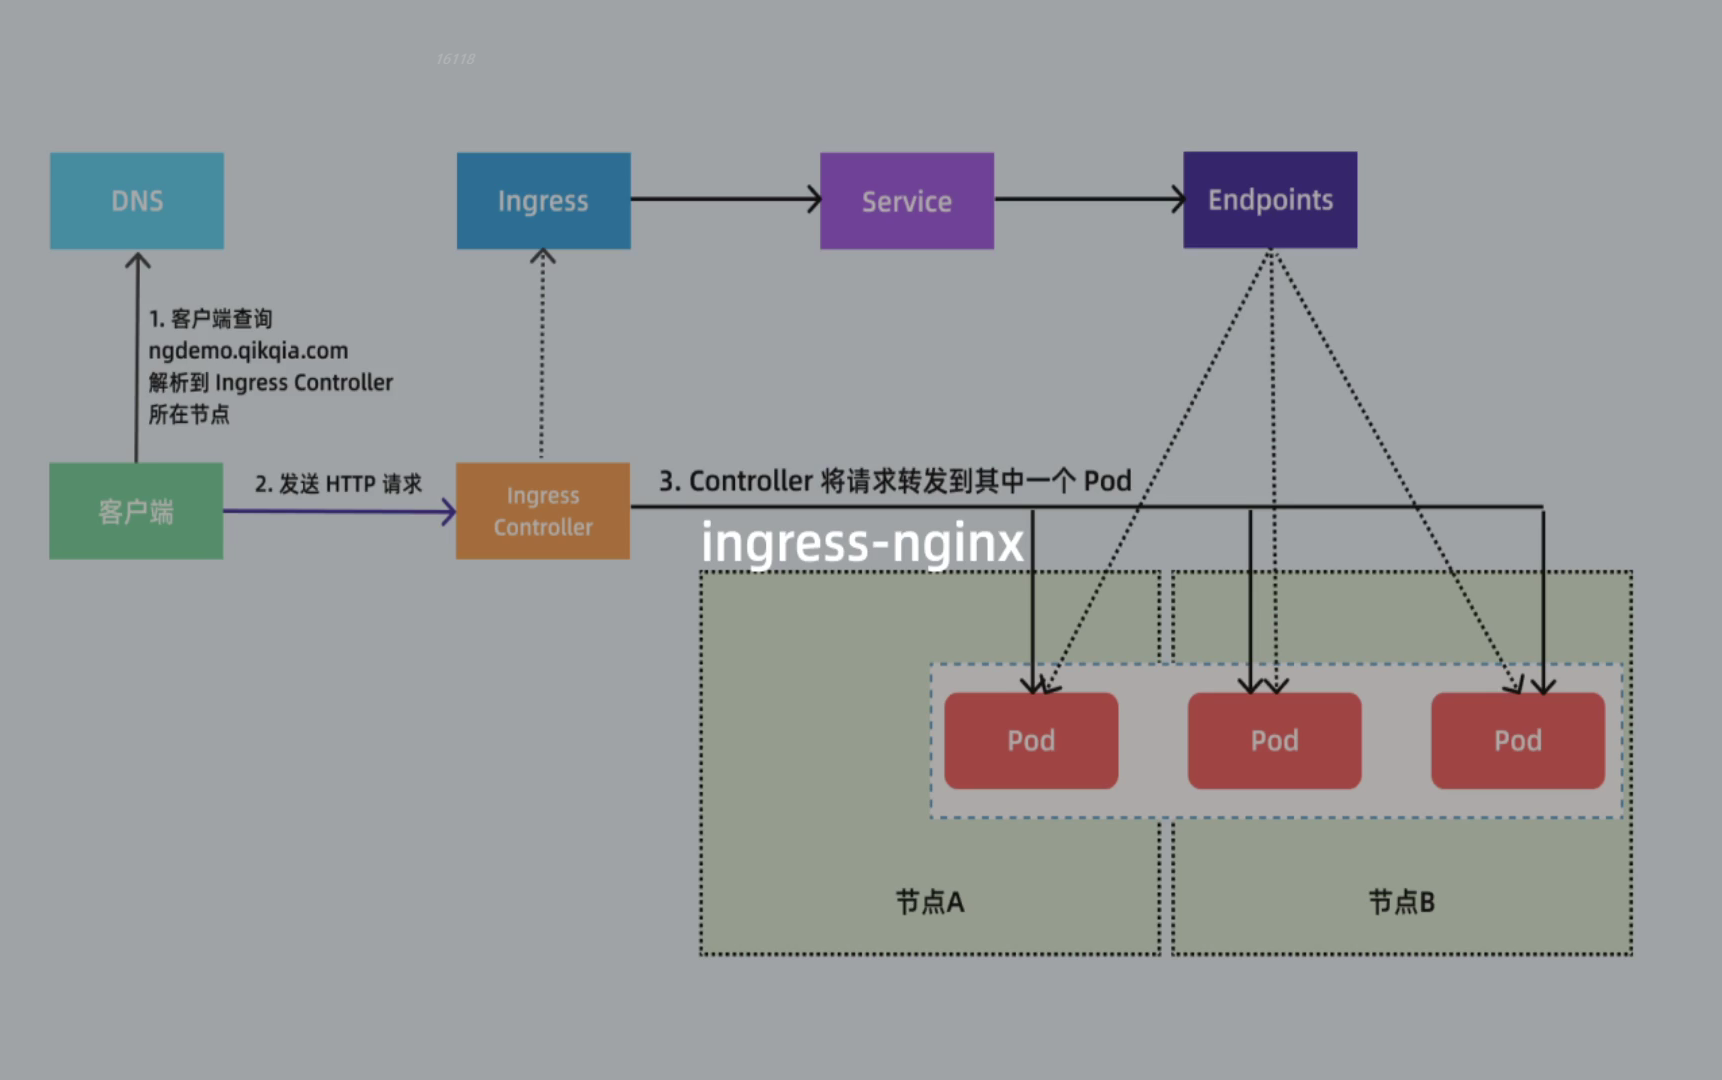 16118
DNS
Ingress
Service
Endpoints
1. 客户端查询
ngdemo.qikqia.com
解析到 Ingress Controller
所在节点
客户端
2. 发送 HTTP 请求
Ingress
Controller
3. Controller 将请求转发到其中一个 Pod
ingress-nginx
Pod
Pod
Pod
节点A
节点B